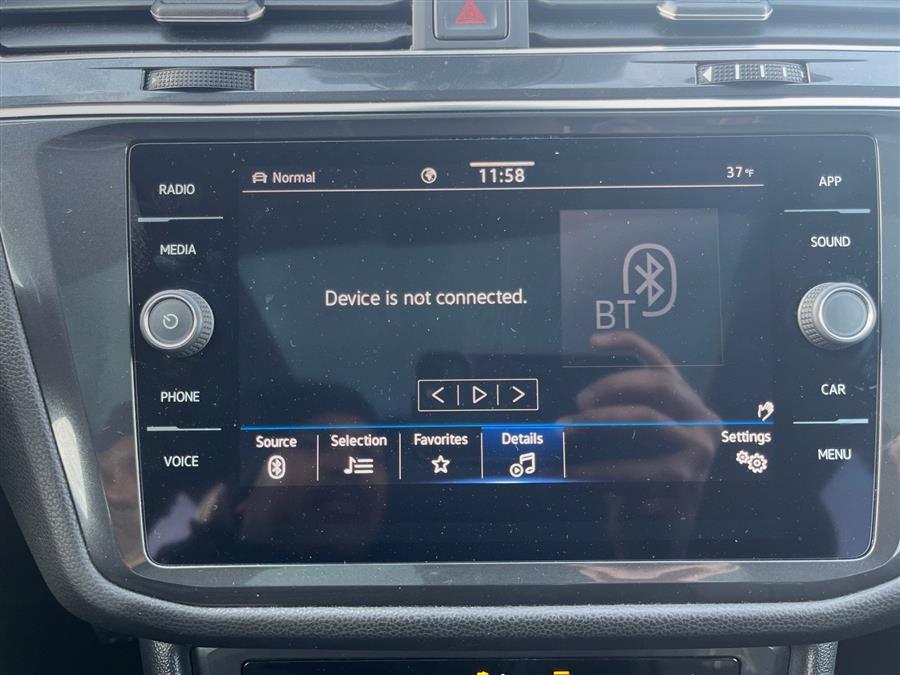 Normal
11:58
37 °F
RADIO
MEDIA
PHONE
VOICE
APP
SOUND
CAR
MENU
Device is not connected.
BT
Source
Selection
Favorites
Details
Settings